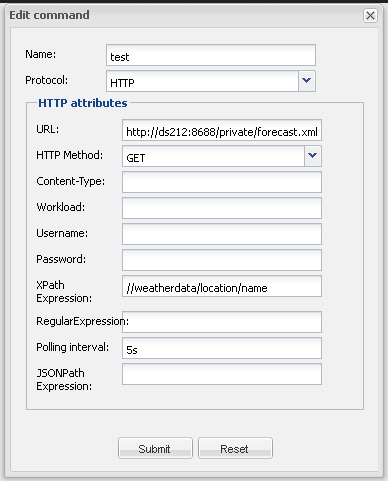 Edit command
Name: test
Protocol: HTTP
HTTP attributes
URL: http://ds212:8688/private/forecast.xml
HTTP Method: GET
Content-Type:
Workload:
Username:
Password:
XPath
Expression: //weatherdata/location/name
RegularExpression:
Polling interval: 5s
JSONPath
Expression:
Submit Reset